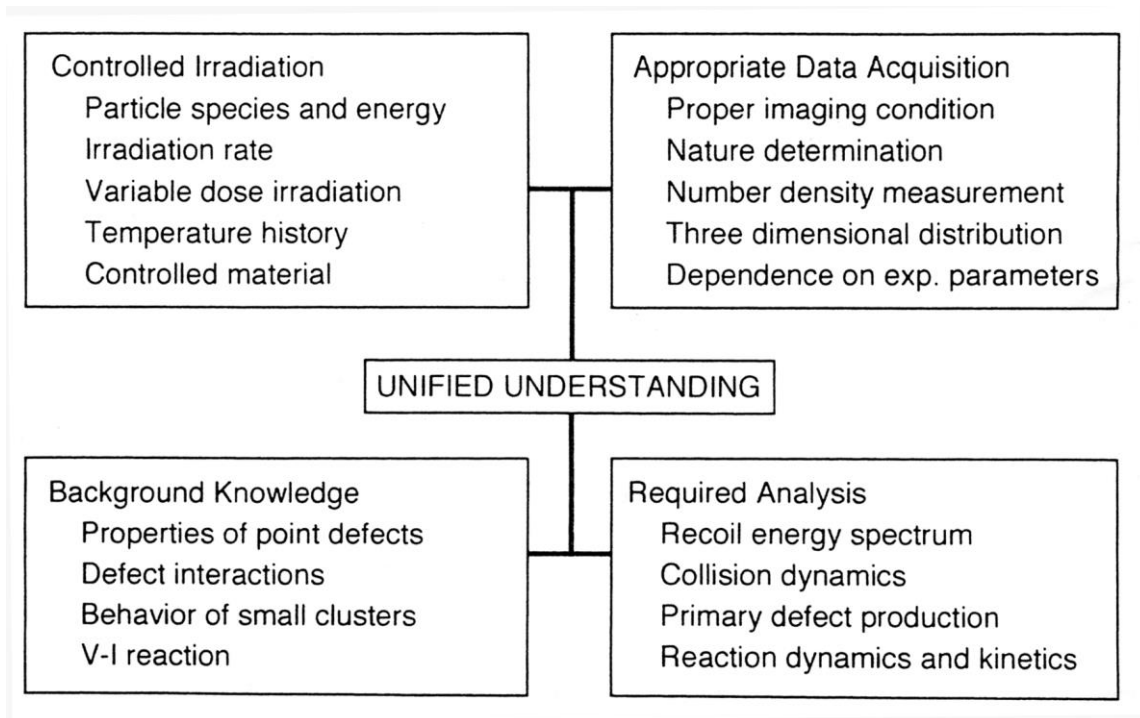 Controlled Irradiation
Particle species and energy
Irradiation rate
Variable dose irradiation
Temperature history
Controlled material
Appropriate Data Acquisition
Proper imaging condition
Nature determination
Number density measurement
Three dimensional distribution
Dependence on exp. parameters
UNIFIED UNDERSTANDING
Background Knowledge
Properties of point defects
Defect interactions
Behavior of small clusters
V-I reaction
Required Analysis
Recoil energy spectrum
Collision dynamics
Primary defect production
Reaction dynamics and kinetics